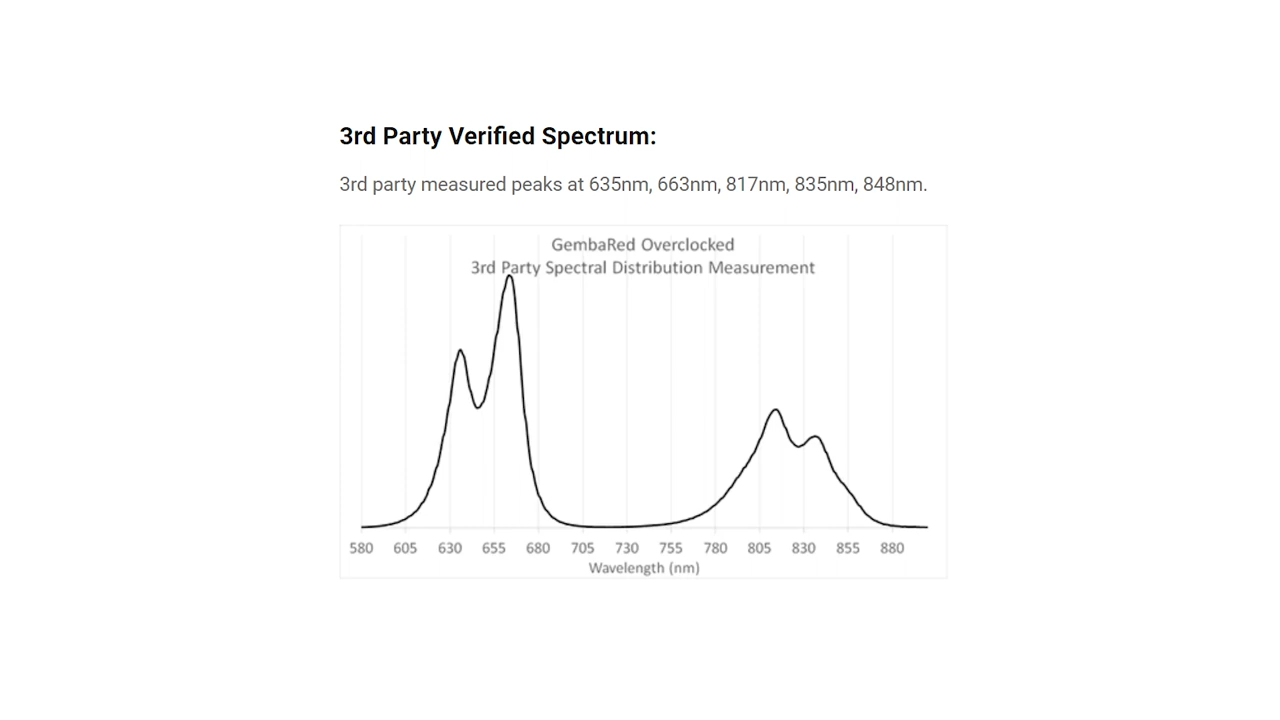 3rd Party Verified Spectrum:
3rd party measured peaks at 635nm, 663nm, 817nm, 835nm, 848nm.
GembaRed Overclocked
3rd Party Spectral Distribution Measurement
580 605 630 655 680 705 730 755 780 805 830 855 880
Wavelength (nm)